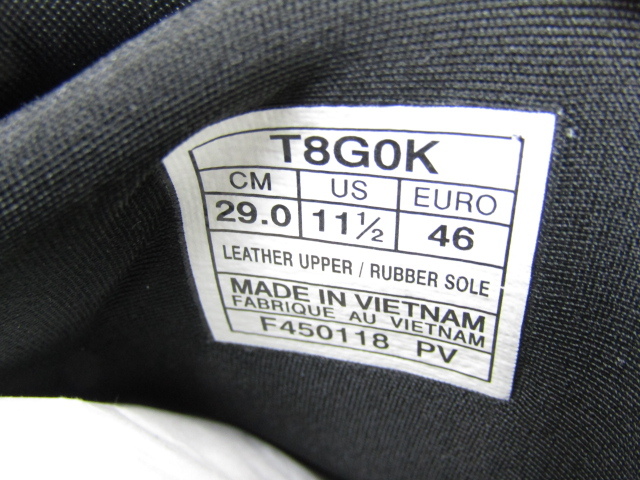 T8G0K
CM US EURO
29.0 11½ 46
LEATHER UPPER / RUBBER SOLE
MADE IN VIETNAM
FABRIQUE AU VIETNAM
F450118 PV